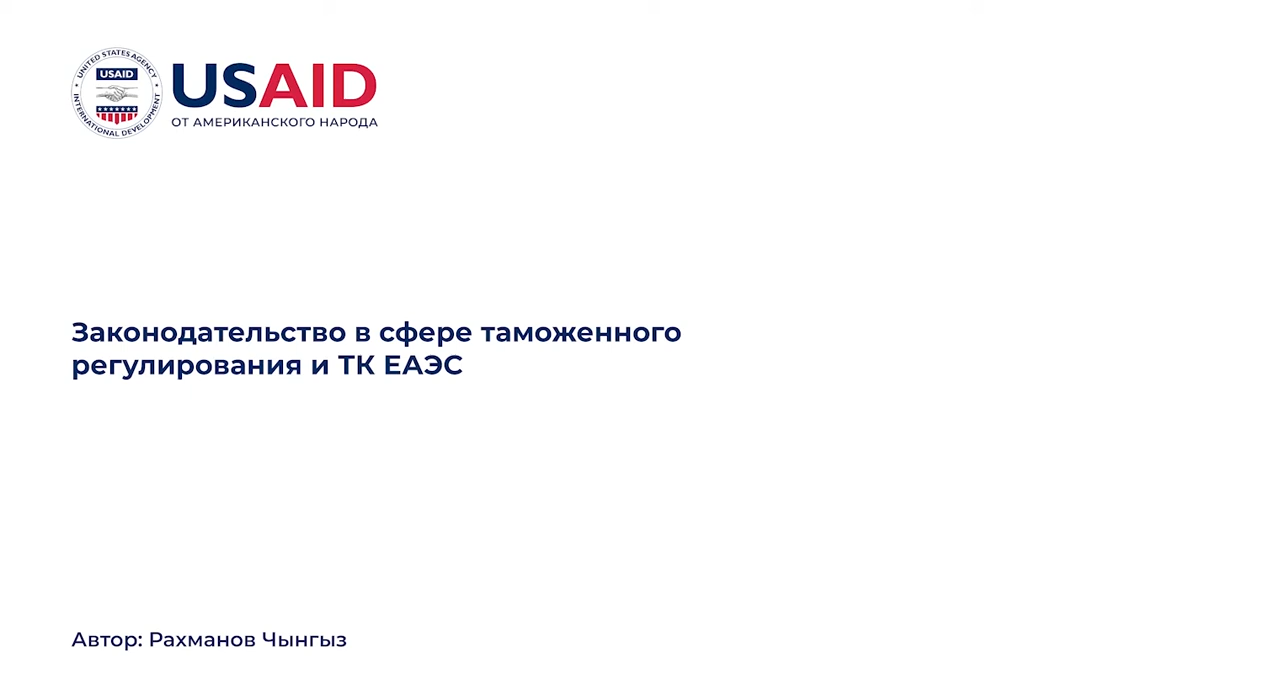 UNITED STATES AGENCY
USAID
INTERNATIONAL DEVELOPMENT
USAID
ОТ АМЕРИКАНСКОГО НАРОДА
Законодательство в сфере таможенного
регулирования и ТК ЕАЭС
Автор: Рахманов Чынгыз